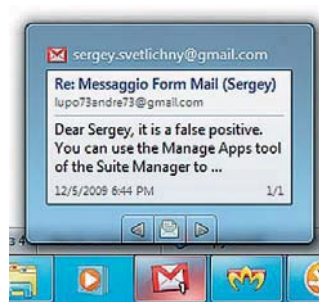 sergey.svetlichny@gmail.com
Re: Messaggio Form Mail (Sergey)
lupo73andre73@gmail.com
Dear Sergey, it is a false positive.
You can use the Manage Apps tool
of the Suite Manager to ...
12/5/2009 6:44 PM 1/1